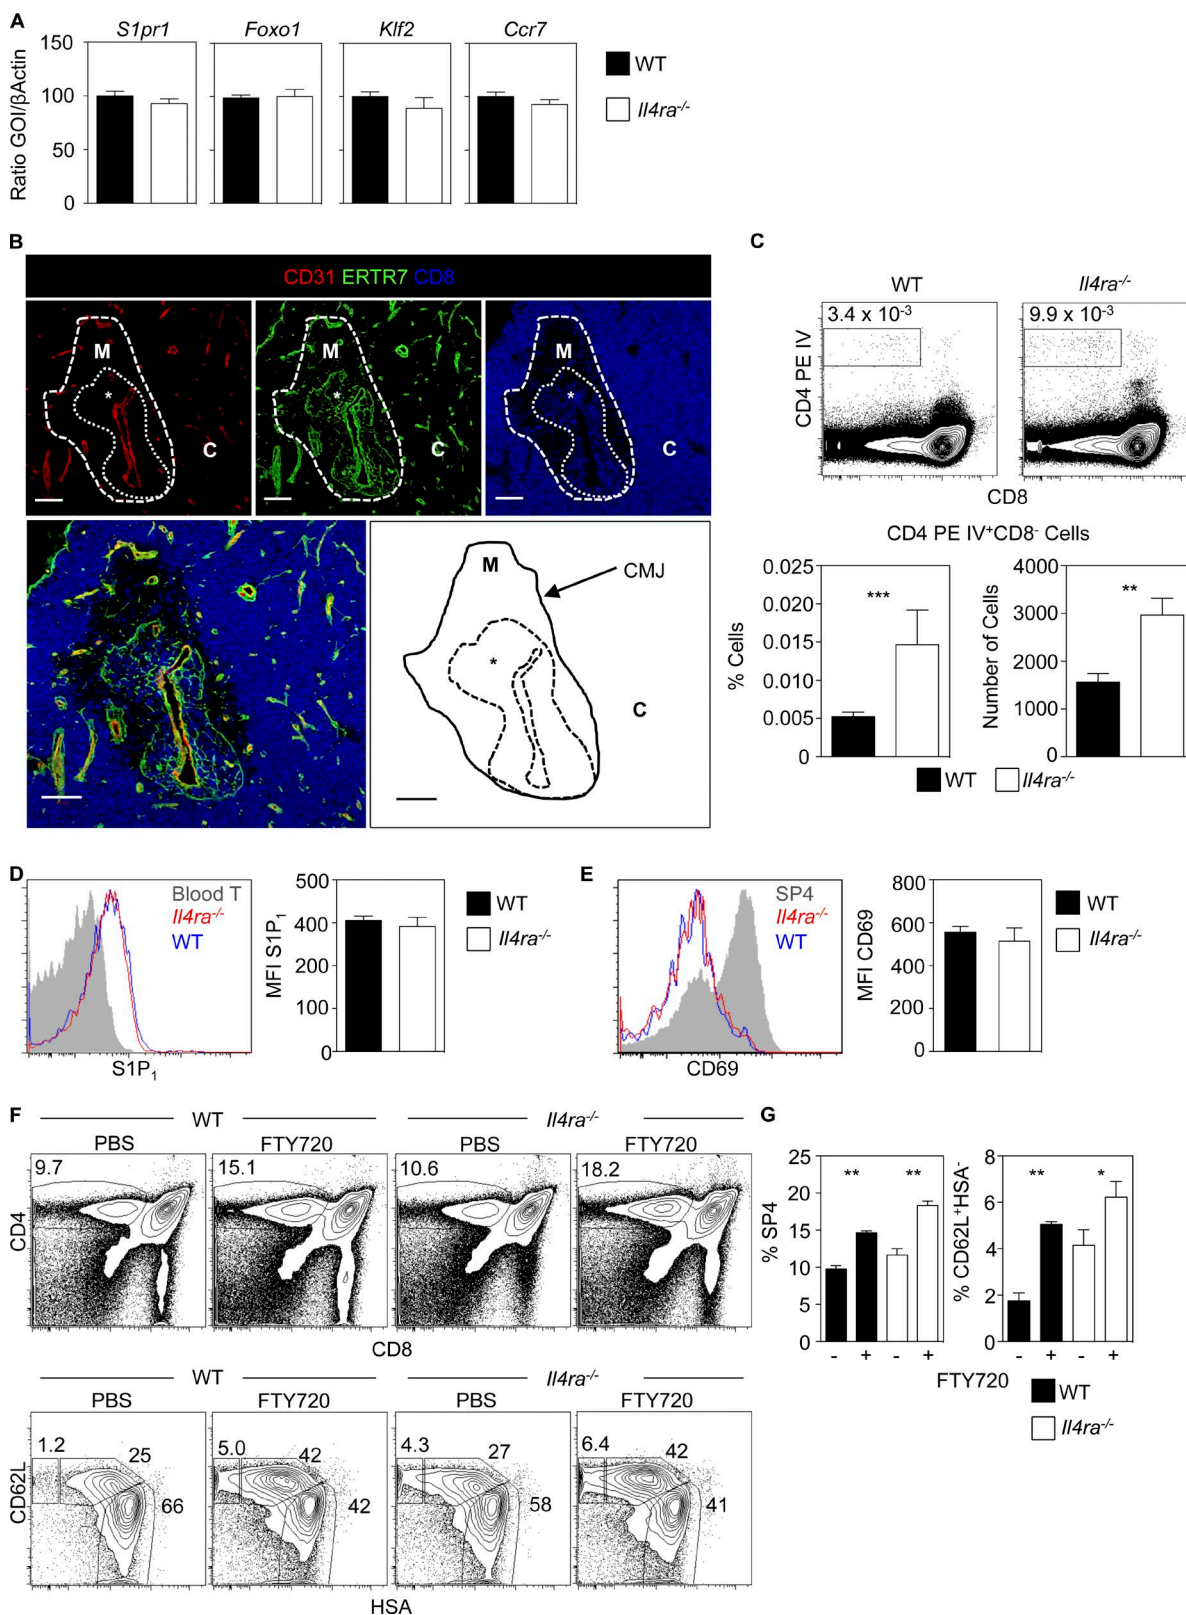 A
S1pr1 Foxo1 Klf2 Ccr7
Ratio GOI/βActin
150
100
50
0
WT
Il4ra-/-
B
CD31 ERTR7 CD8
M
*
C
M
*
C
M
*
C
M
CMJ
*
C
C
WT Il4ra-/-
3.4 x 10-3
9.9 x 10-3
CD4 PE IV
CD8
CD4 PE IV+CD8- Cells
% Cells
0.025
0.020
0.015
0.010
0.005
0
***
Number of Cells
4000
3000
2000
1000
0
**
WT Il4ra-/-
D
Blood T
Il4ra-/-
WT
S1P1
MFI S1P1
500
400
300
200
100
0
WT
Il4ra-/-
E
SP4
Il4ra-/-
WT
CD69
MFI CD69
800
600
400
200
0
WT
Il4ra-/-
F
WT Il4ra-/-
PBS FTY720 PBS FTY720
9.7 15.1 10.6 18.2
CD4
CD8
WT Il4ra-/-
PBS FTY720 PBS FTY720
1.2 25 66
5.0 42 42
4.3 27 58
6.4 42 41
CD62L
HSA
G
% SP4
25
20
15
10
5
0
** **
- + - +
% CD62L+HSA-
8
6
4
2
0
** *
- + - +
FTY720
WT
Il4ra-/-